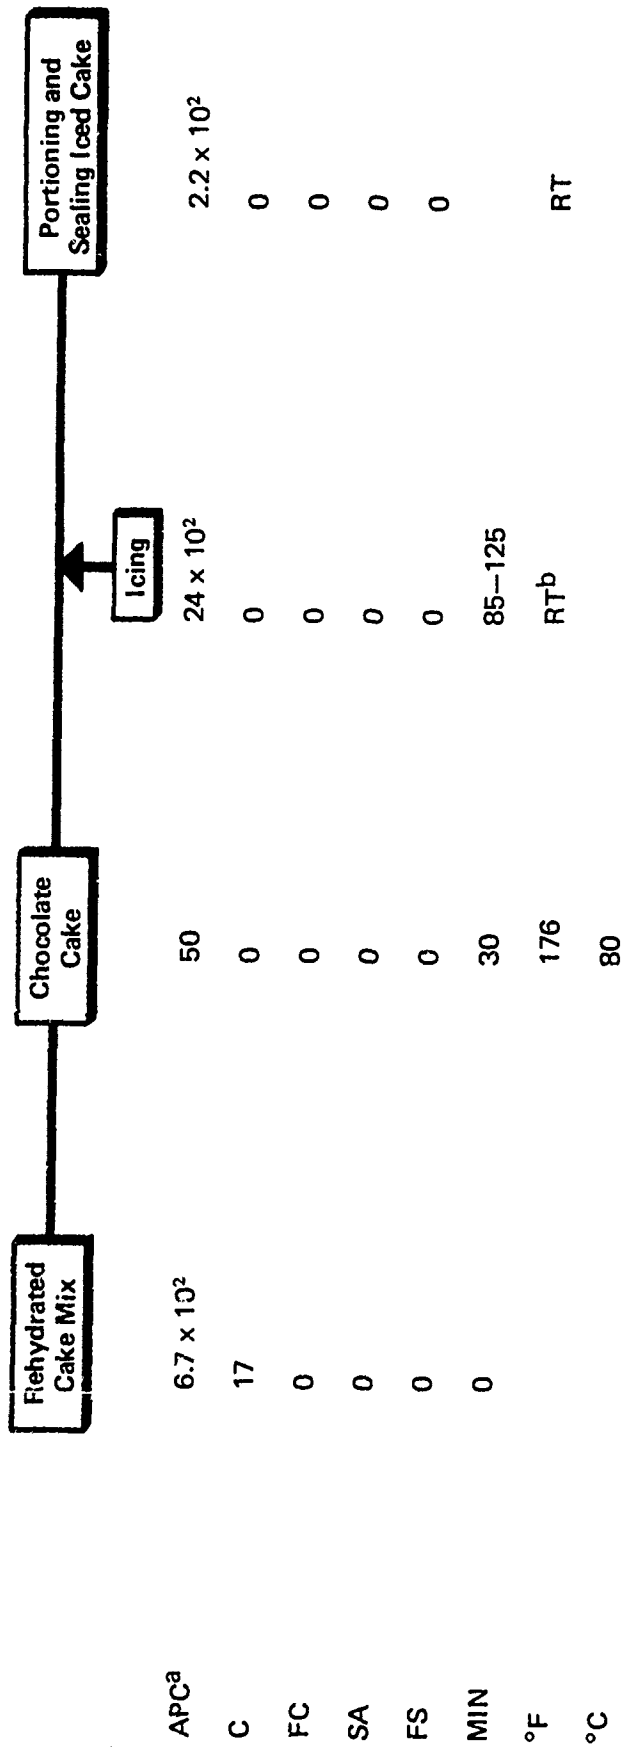 Rehydrated
Cake Mix
Chocolate
Cake
Icing
Portioning and
Sealing Iced Cake
APCᵃ 6.7 x 10² 50 24 x 10² 2.2 x 10²
C 17 0 0 0
FC 0 0 0 0
SA 0 0 0 0
FS 0 0 0 0
MIN 0 30 85–125
°F 176 RTᵇ RT
°C 80